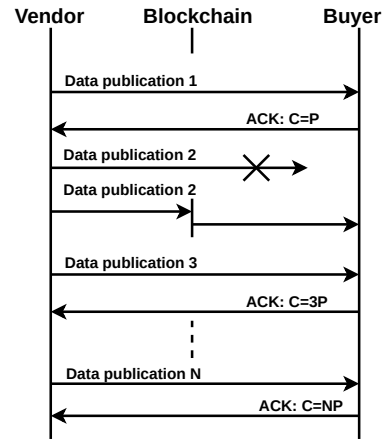 Vendor Blockchain Buyer
Data publication 1
ACK: C=P
Data publication 2
Data publication 2
Data publication 3
ACK: C=3P
Data publication N
ACK: C=NP